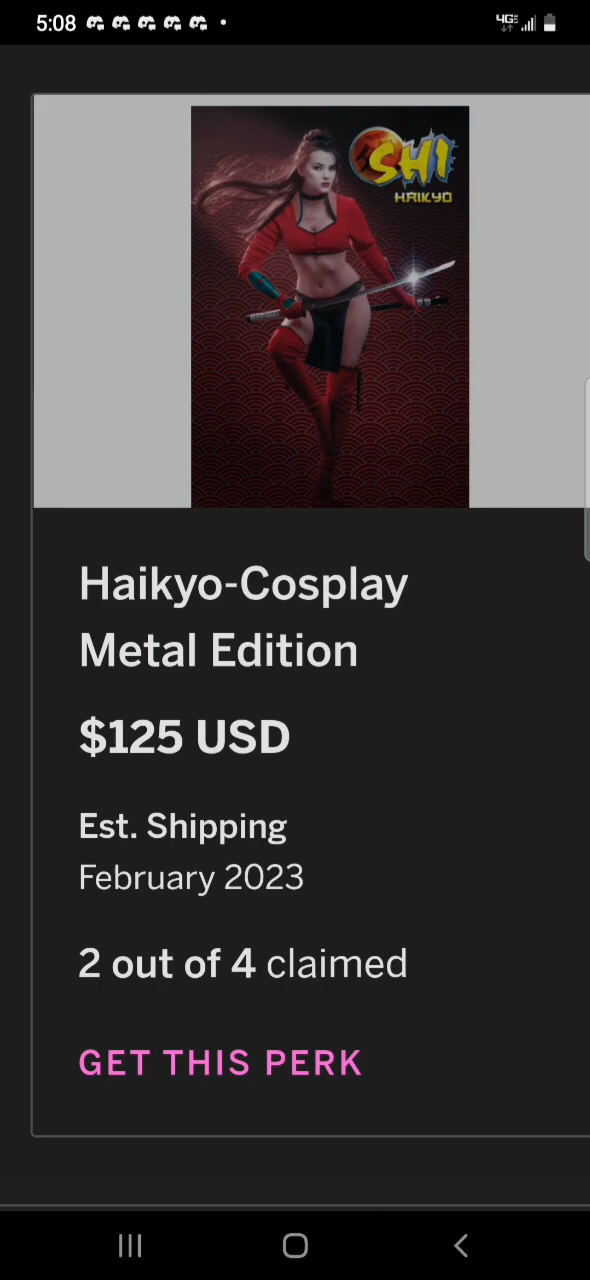 5:08
4GE
SHI
HAIKYO
Haikyo-Cosplay
Metal Edition
$125 USD
Est. Shipping
February 2023
2 out of 4 claimed
GET THIS PERK